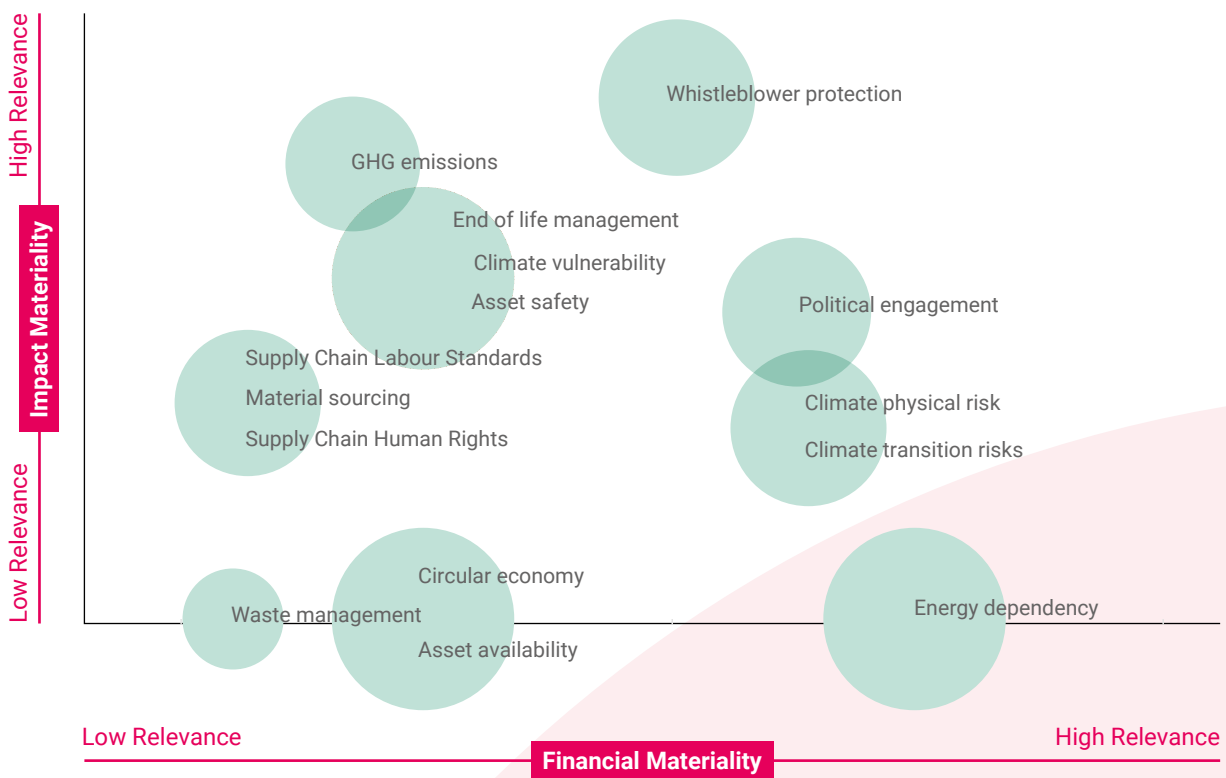 High Relevance
Impact Materiality
Low Relevance
Whistleblower protection
GHG emissions
End of life management
Climate vulnerability
Asset safety
Political engagement
Supply Chain Labour Standards
Material sourcing
Supply Chain Human Rights
Climate physical risk
Climate transition risks
Circular economy
Waste management
Asset availability
Energy dependency
Low Relevance
Financial Materiality
High Relevance